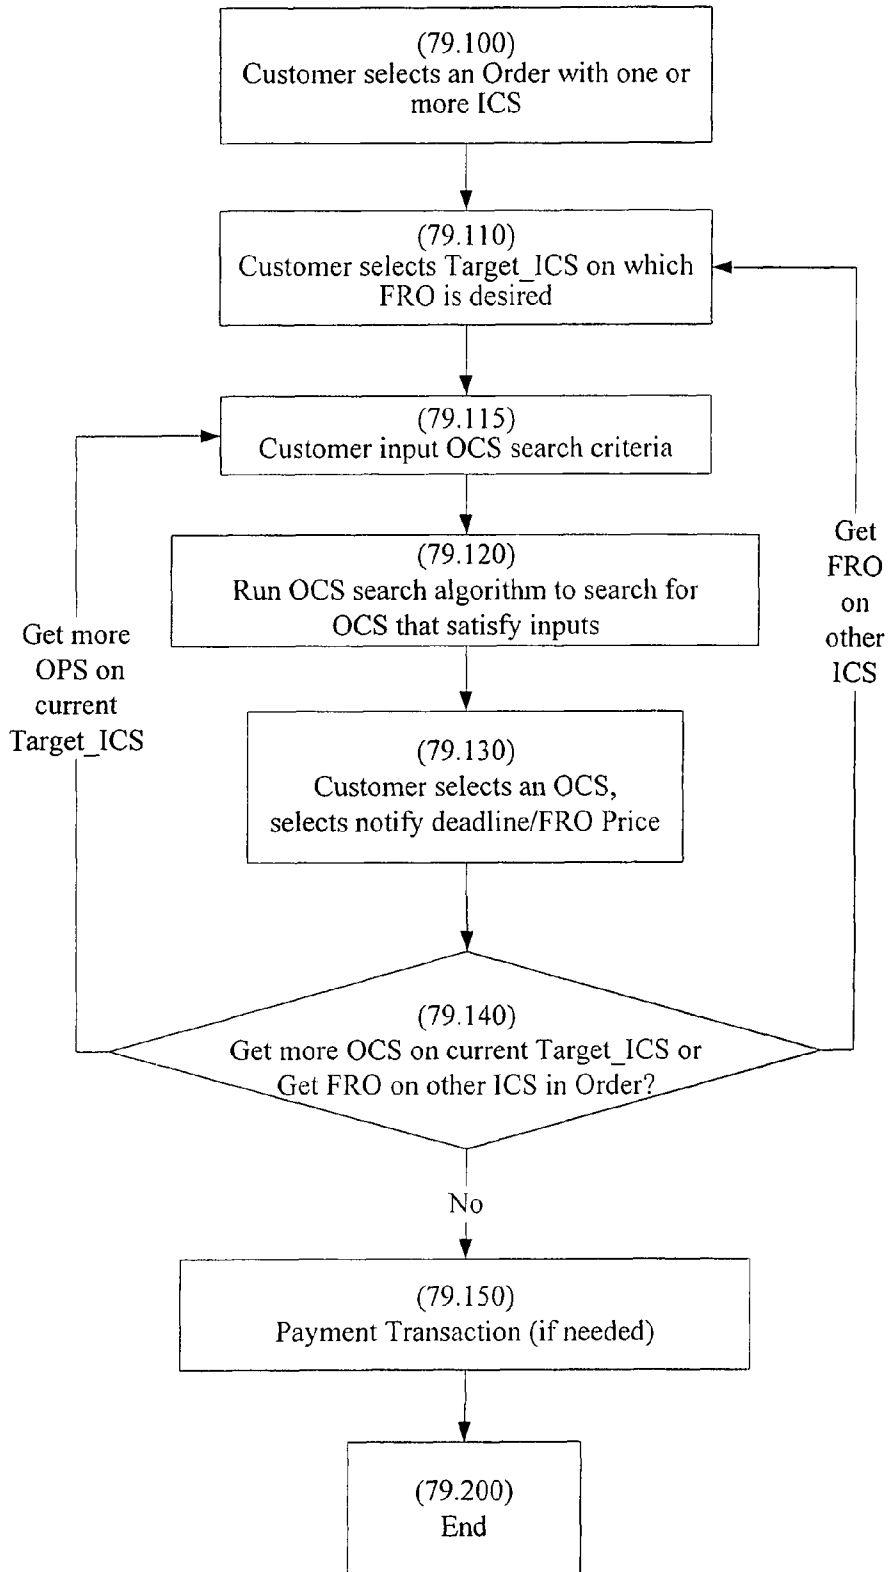 (79.100)
Customer selects an Order with one or
more ICS
(79.110)
Customer selects Target_ICS on which
FRO is desired
(79.115)
Customer input OCS search criteria
(79.120)
Run OCS search algorithm to search for
OCS that satisfy inputs
Get more
OPS on
current
Target_ICS
Get
FRO
on
other
ICS
(79.130)
Customer selects an OCS,
selects notify deadline/FRO Price
(79.140)
Get more OCS on current Target_ICS or
Get FRO on other ICS in Order?
No
(79.150)
Payment Transaction (if needed)
(79.200)
End